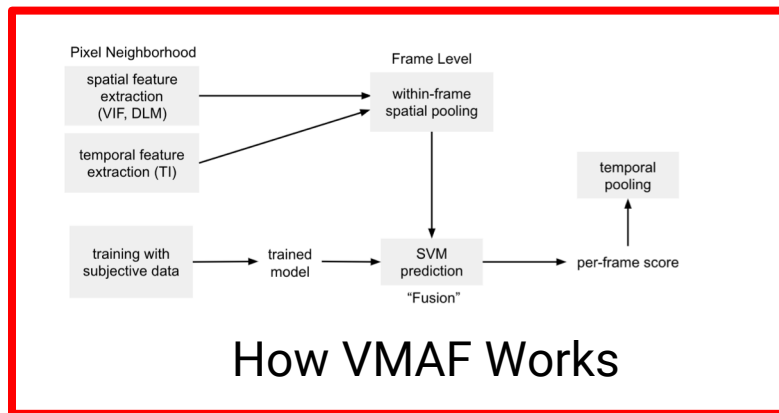 Pixel Neighborhood
spatial feature
extraction
(VIF, DLM)
temporal feature
extraction (TI)
Frame Level
within-frame
spatial pooling
temporal
pooling
training with
subjective data
trained
model
SVM
prediction
“Fusion”
per-frame score
How VMAF Works